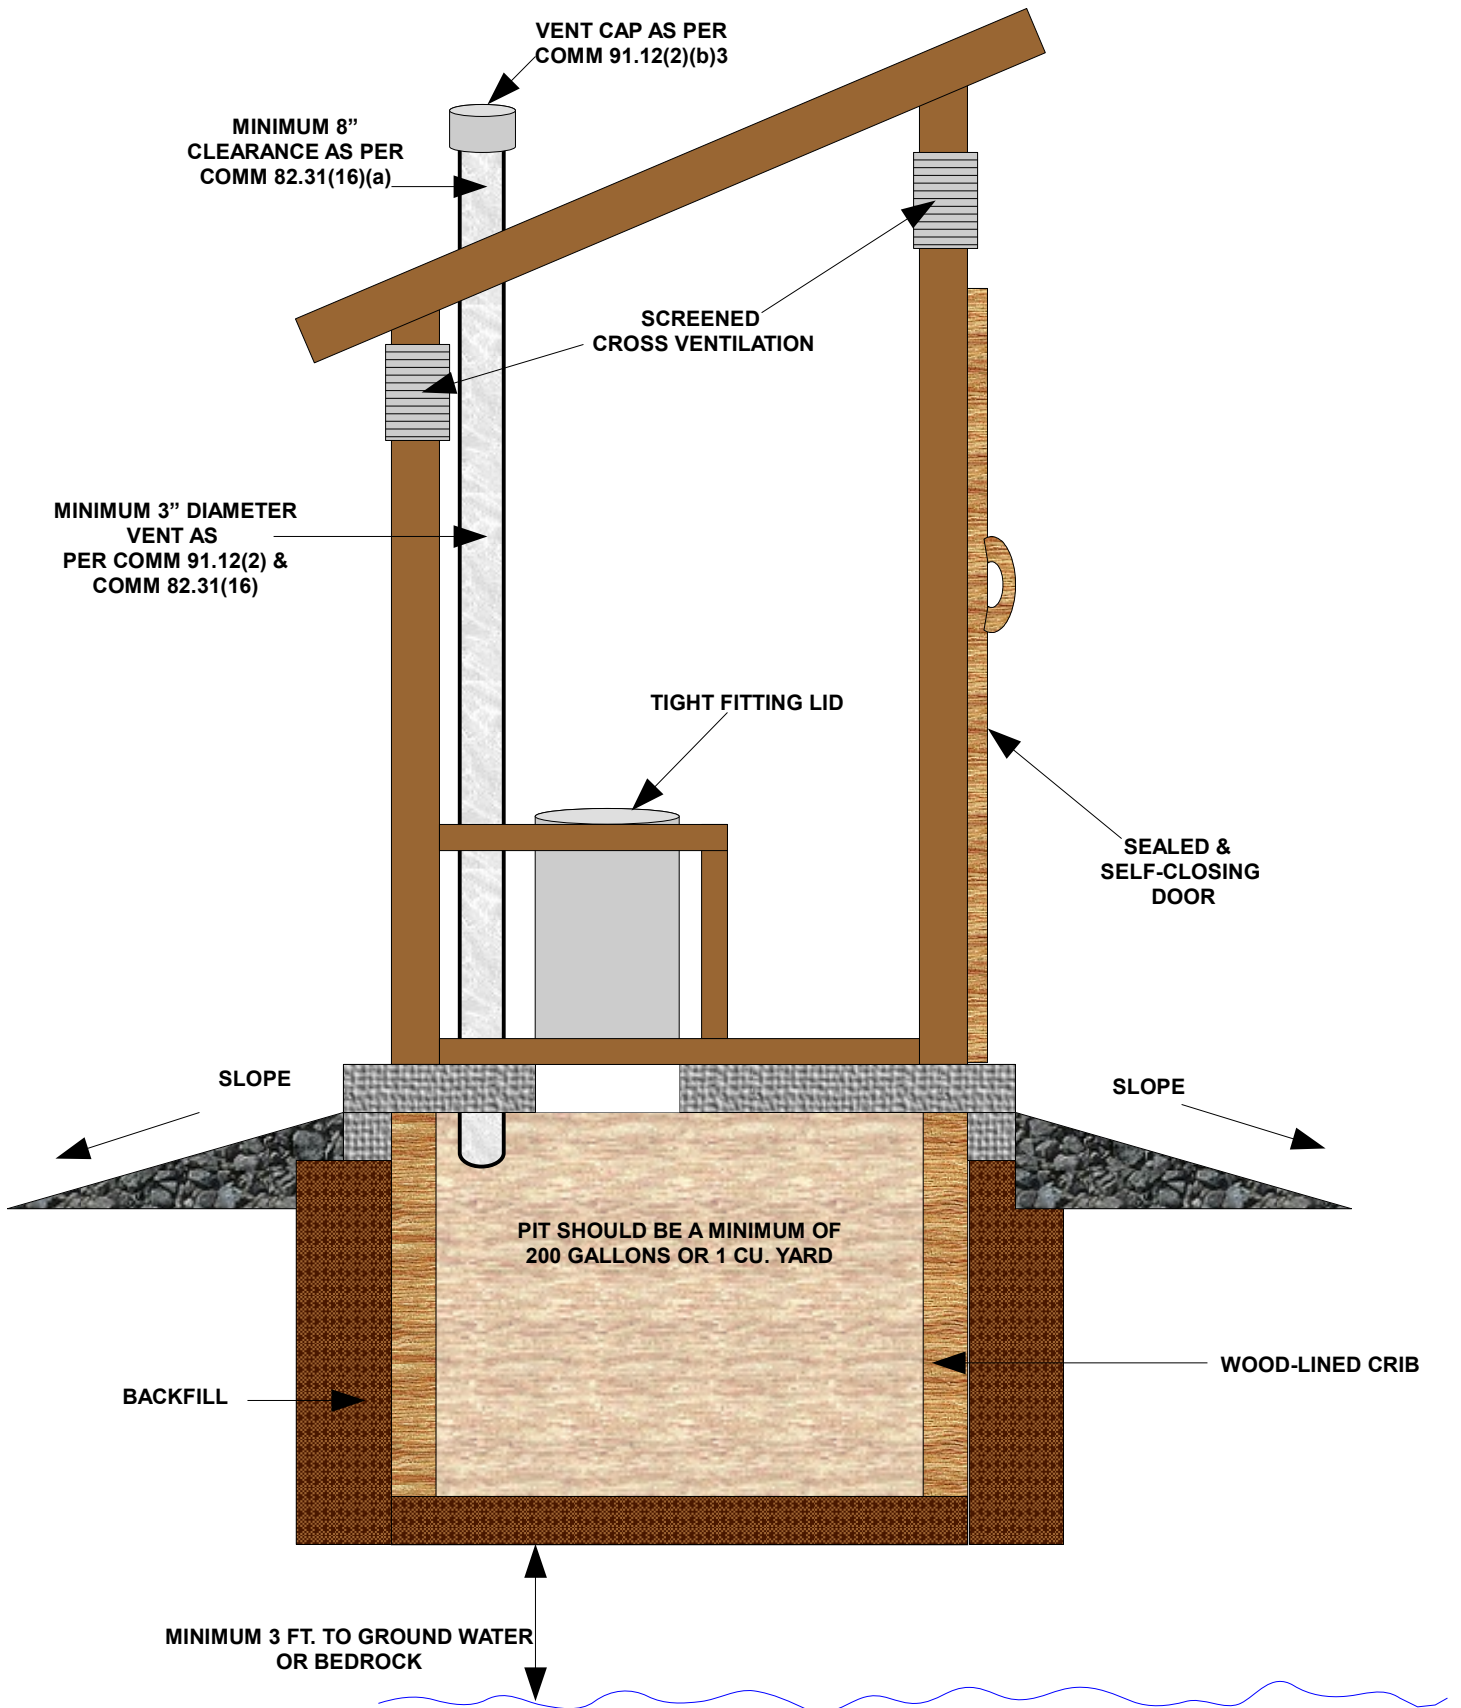 VENT CAP AS PER
COMM 91.12(2)(b)3
MINIMUM 8”
CLEARANCE AS PER
COMM 82.31(16)(a)
SCREENED
CROSS VENTILATION
MINIMUM 3” DIAMETER
VENT AS
PER COMM 91.12(2) &
COMM 82.31(16)
TIGHT FITTING LID
SEALED &
SELF-CLOSING
DOOR
SLOPE
SLOPE
PIT SHOULD BE A MINIMUM OF
200 GALLONS OR 1 CU. YARD
WOOD-LINED CRIB
BACKFILL
MINIMUM 3 FT. TO GROUND WATER
OR BEDROCK